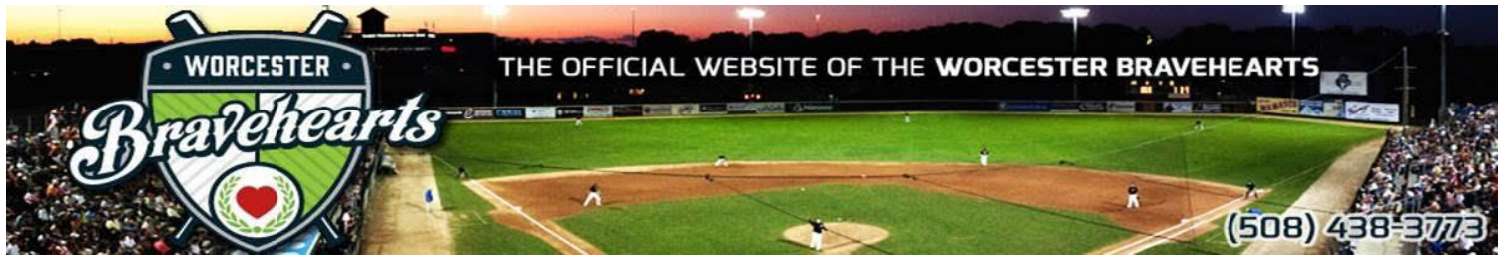 WORCESTER
Bravehearts
THE OFFICIAL WEBSITE OF THE WORCESTER BRAVEHEARTS
(508) 438-3773